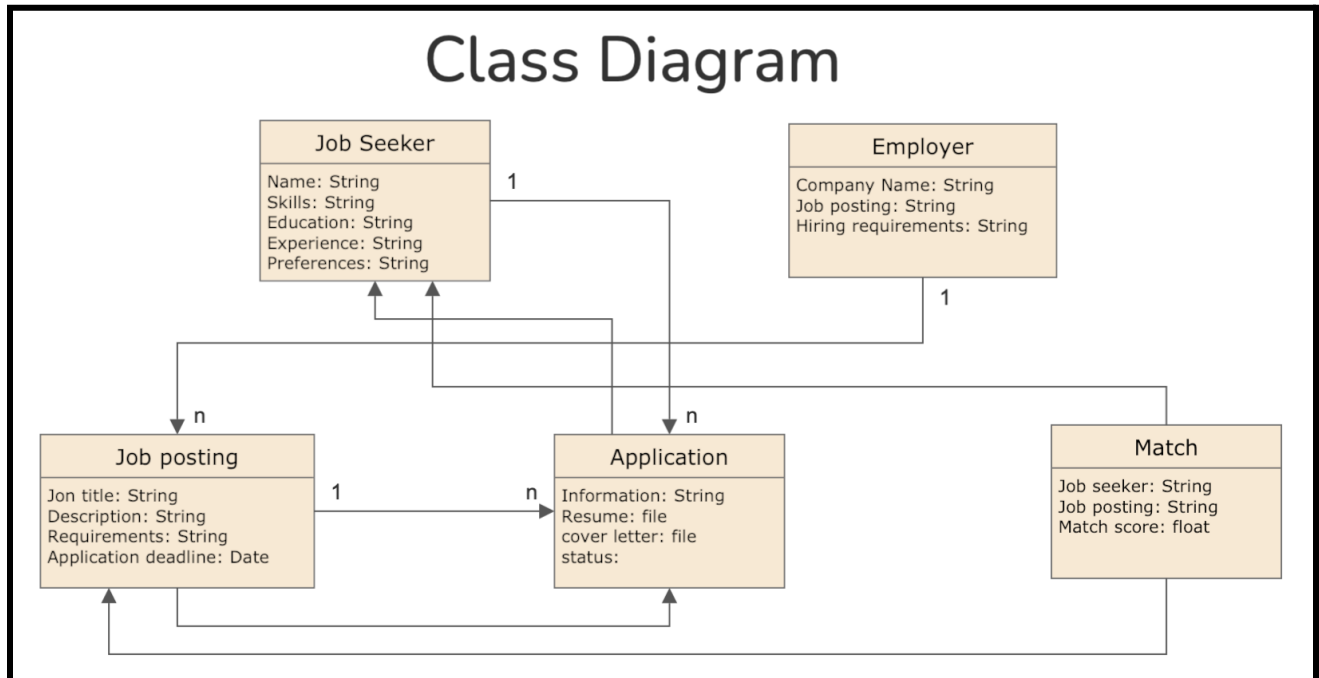 Class Diagram
Job Seeker
Name: String
Skills: String
Education: String
Experience: String
Preferences: String
1
Employer
Company Name: String
Job posting: String
Hiring requirements: String
1
n
Job posting
Jon title: String
Description: String
Requirements: String
Application deadline: Date
1
n
n
Application
Information: String
Resume: file
cover letter: file
status:
Match
Job seeker: String
Job posting: String
Match score: float